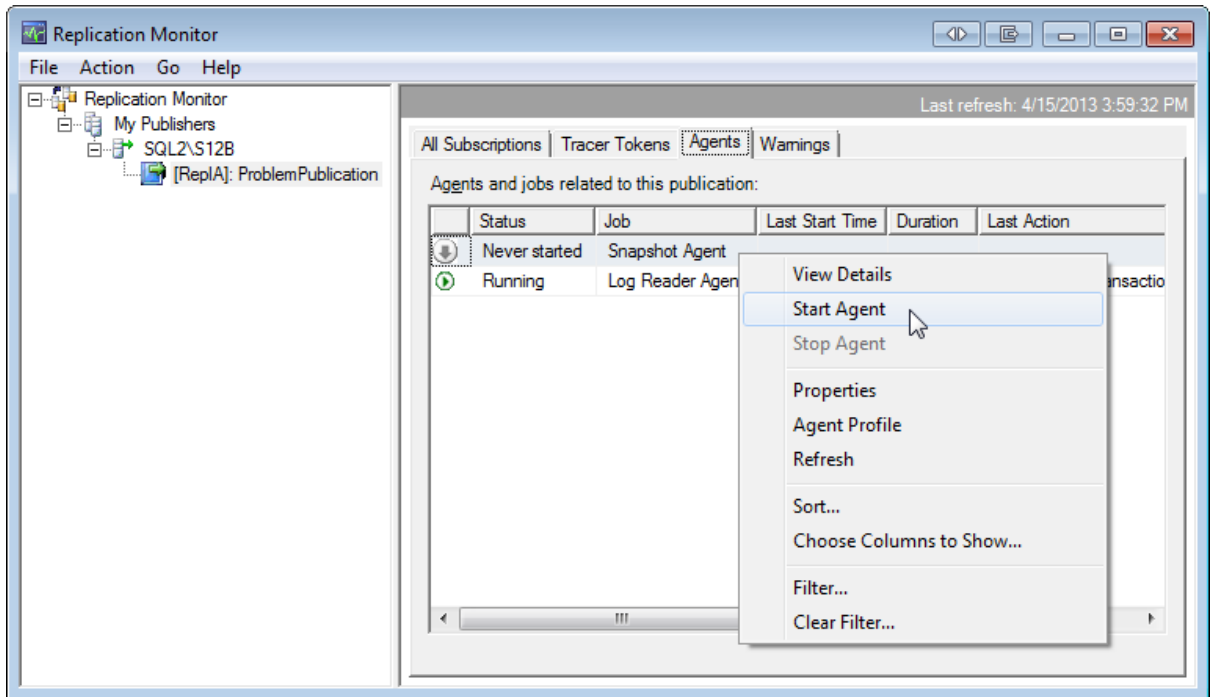 Replication Monitor
File Action Go Help
Replication Monitor
My Publishers
SQL2\S12B
[ReplA]: ProblemPublication
Last refresh: 4/15/2013 3:59:32 PM
All Subscriptions Tracer Tokens Agents Warnings
Agents and jobs related to this publication:
Status Job Last Start Time Duration Last Action
Never started Snapshot Agent
Running Log Reader Agen ansactio
View Details
Start Agent
Stop Agent
Properties
Agent Profile
Refresh
Sort...
Choose Columns to Show...
Filter...
Clear Filter...